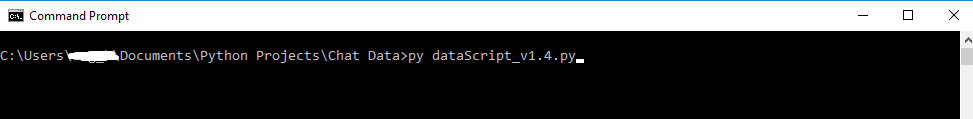 Command Prompt
C:\Users\ \Documents\Python Projects\Chat Data>py dataScript_v1.4.py